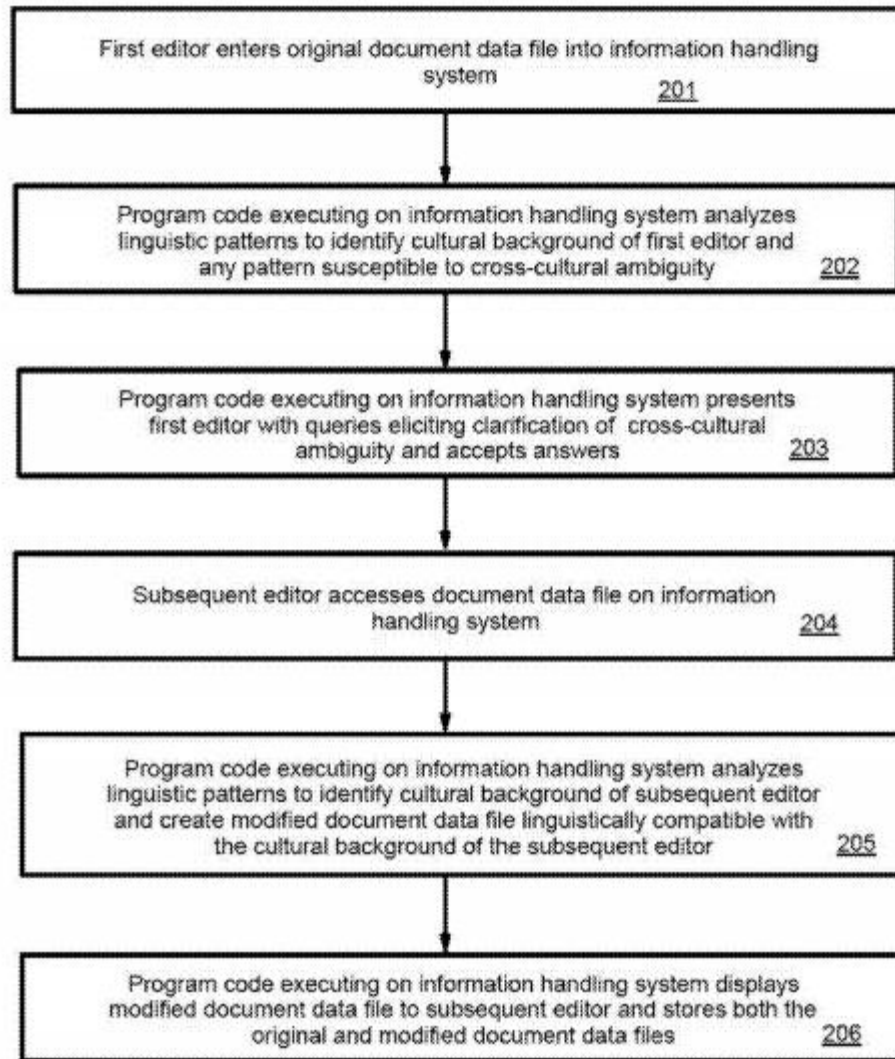 First editor enters original document data file into information handling
system
201
Program code executing on information handling system analyzes
linguistic patterns to identify cultural background of first editor and
any pattern susceptible to cross-cultural ambiguity 202
Program code executing on information handling system presents
first editor with queries eliciting clarification of cross-cultural
ambiguity and accepts answers 203
Subsequent editor accesses document data file on information
handling system 204
Program code executing on information handling system analyzes
linguistic patterns to identify cultural background of subsequent editor
and create modified document data file linguistically compatible with
the cultural background of the subsequent editor 205
Program code executing on information handling system displays
modified document data file to subsequent editor and stores both the
original and modified document data files 206